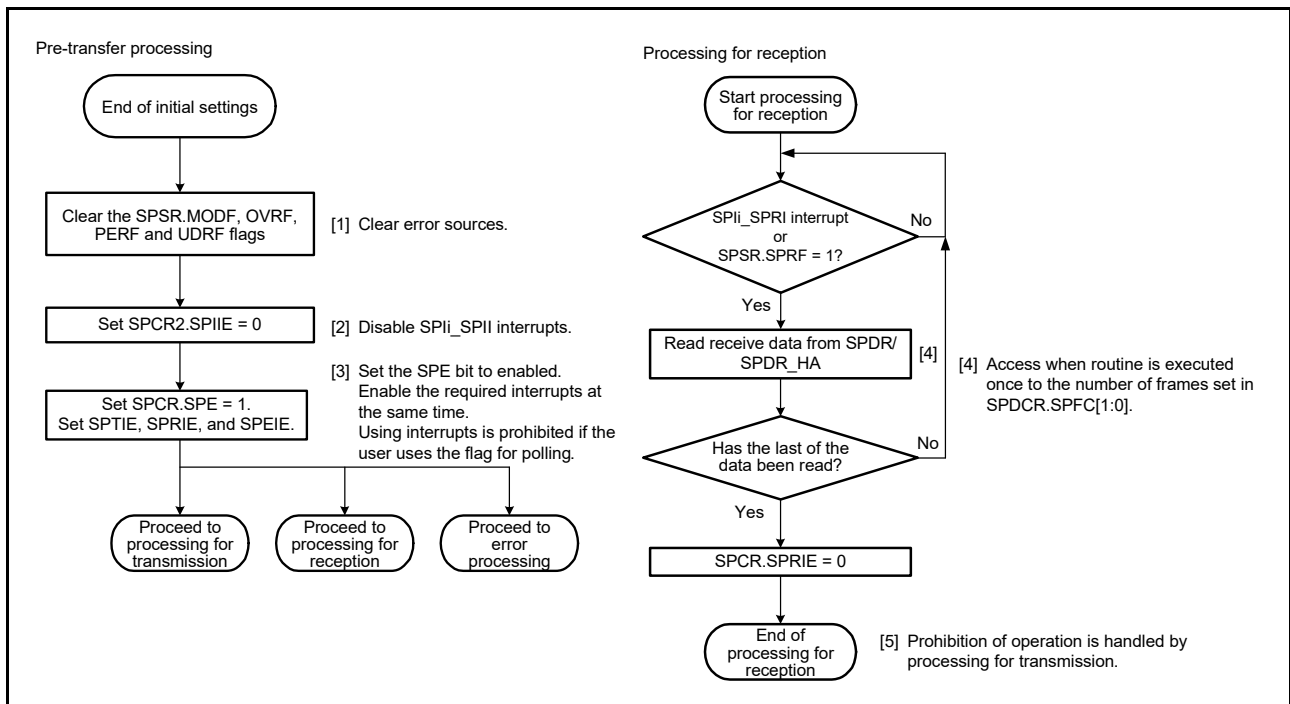 Pre-transfer processing
End of initial settings
Clear the SPSR.MODF, OVRF,
PERF and UDRF flags
[1] Clear error sources.
Set SPCR2.SPIIE = 0
[2] Disable SPIi_SPII interrupts.
Set SPCR.SPE = 1.
Set SPTIE, SPRIE, and SPEIE.
[3] Set the SPE bit to enabled.
Enable the required interrupts at
the same time.
Using interrupts is prohibited if the
user uses the flag for polling.
Proceed to
processing for
transmission
Proceed to
processing for
reception
Proceed to
error
processing
Processing for reception
Start processing
for reception
SPIi_SPRI interrupt
or
SPSR.SPRF = 1?
No
Yes
Read receive data from SPDR/
SPDR_HA
[4]
[4] Access when routine is executed
once to the number of frames set in
SPDCR.SPFC[1:0].
Has the last of the
data been read?
No
Yes
SPCR.SPRIE = 0
End of
processing for
reception
[5] Prohibition of operation is handled by
processing for transmission.